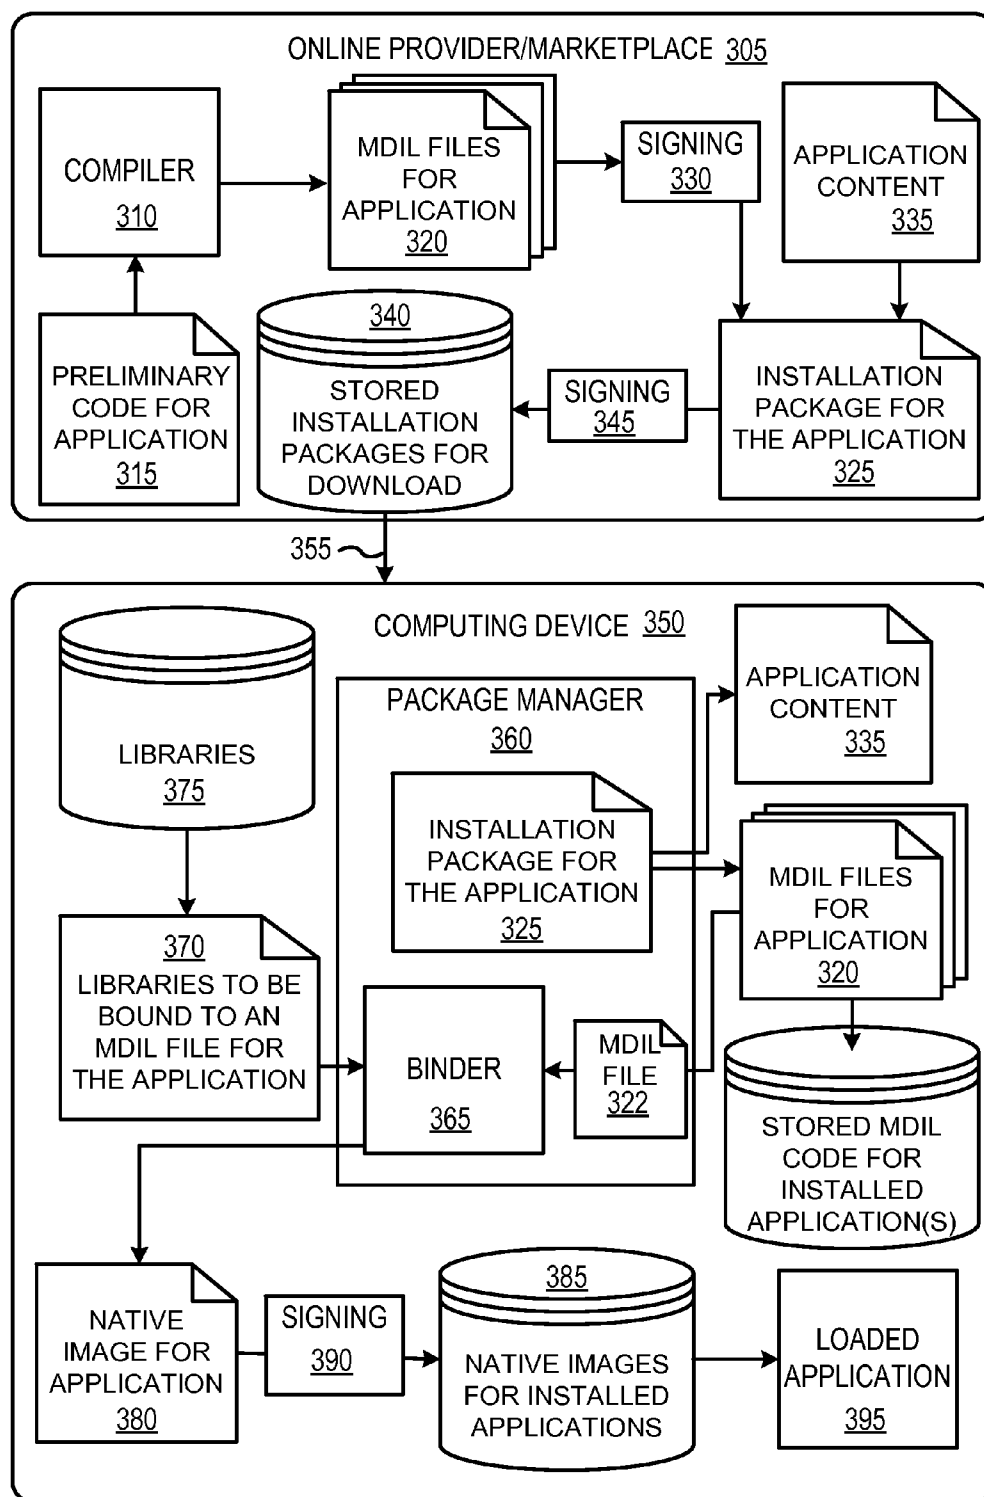 ONLINE PROVIDER/MARKETPLACE 305
COMPILER
310
MDIL FILES
FOR
APPLICATION
320
SIGNING
330
APPLICATION
CONTENT
335
PRELIMINARY
CODE FOR
APPLICATION
315
340
STORED
INSTALLATION
PACKAGES FOR
DOWNLOAD
SIGNING
345
INSTALLATION
PACKAGE FOR
THE APPLICATION
325
355
COMPUTING DEVICE 350
LIBRARIES
375
PACKAGE MANAGER
360
APPLICATION
CONTENT
335
INSTALLATION
PACKAGE FOR
THE APPLICATION
325
MDIL FILES
FOR
APPLICATION
320
370
LIBRARIES TO BE
BOUND TO AN
MDIL FILE FOR
THE APPLICATION
BINDER
365
MDIL
FILE
322
STORED MDIL
CODE FOR
INSTALLED
APPLICATION(S)
NATIVE
IMAGE FOR
APPLICATION
380
SIGNING
390
385
NATIVE IMAGES
FOR INSTALLED
APPLICATIONS
LOADED
APPLICATION
395